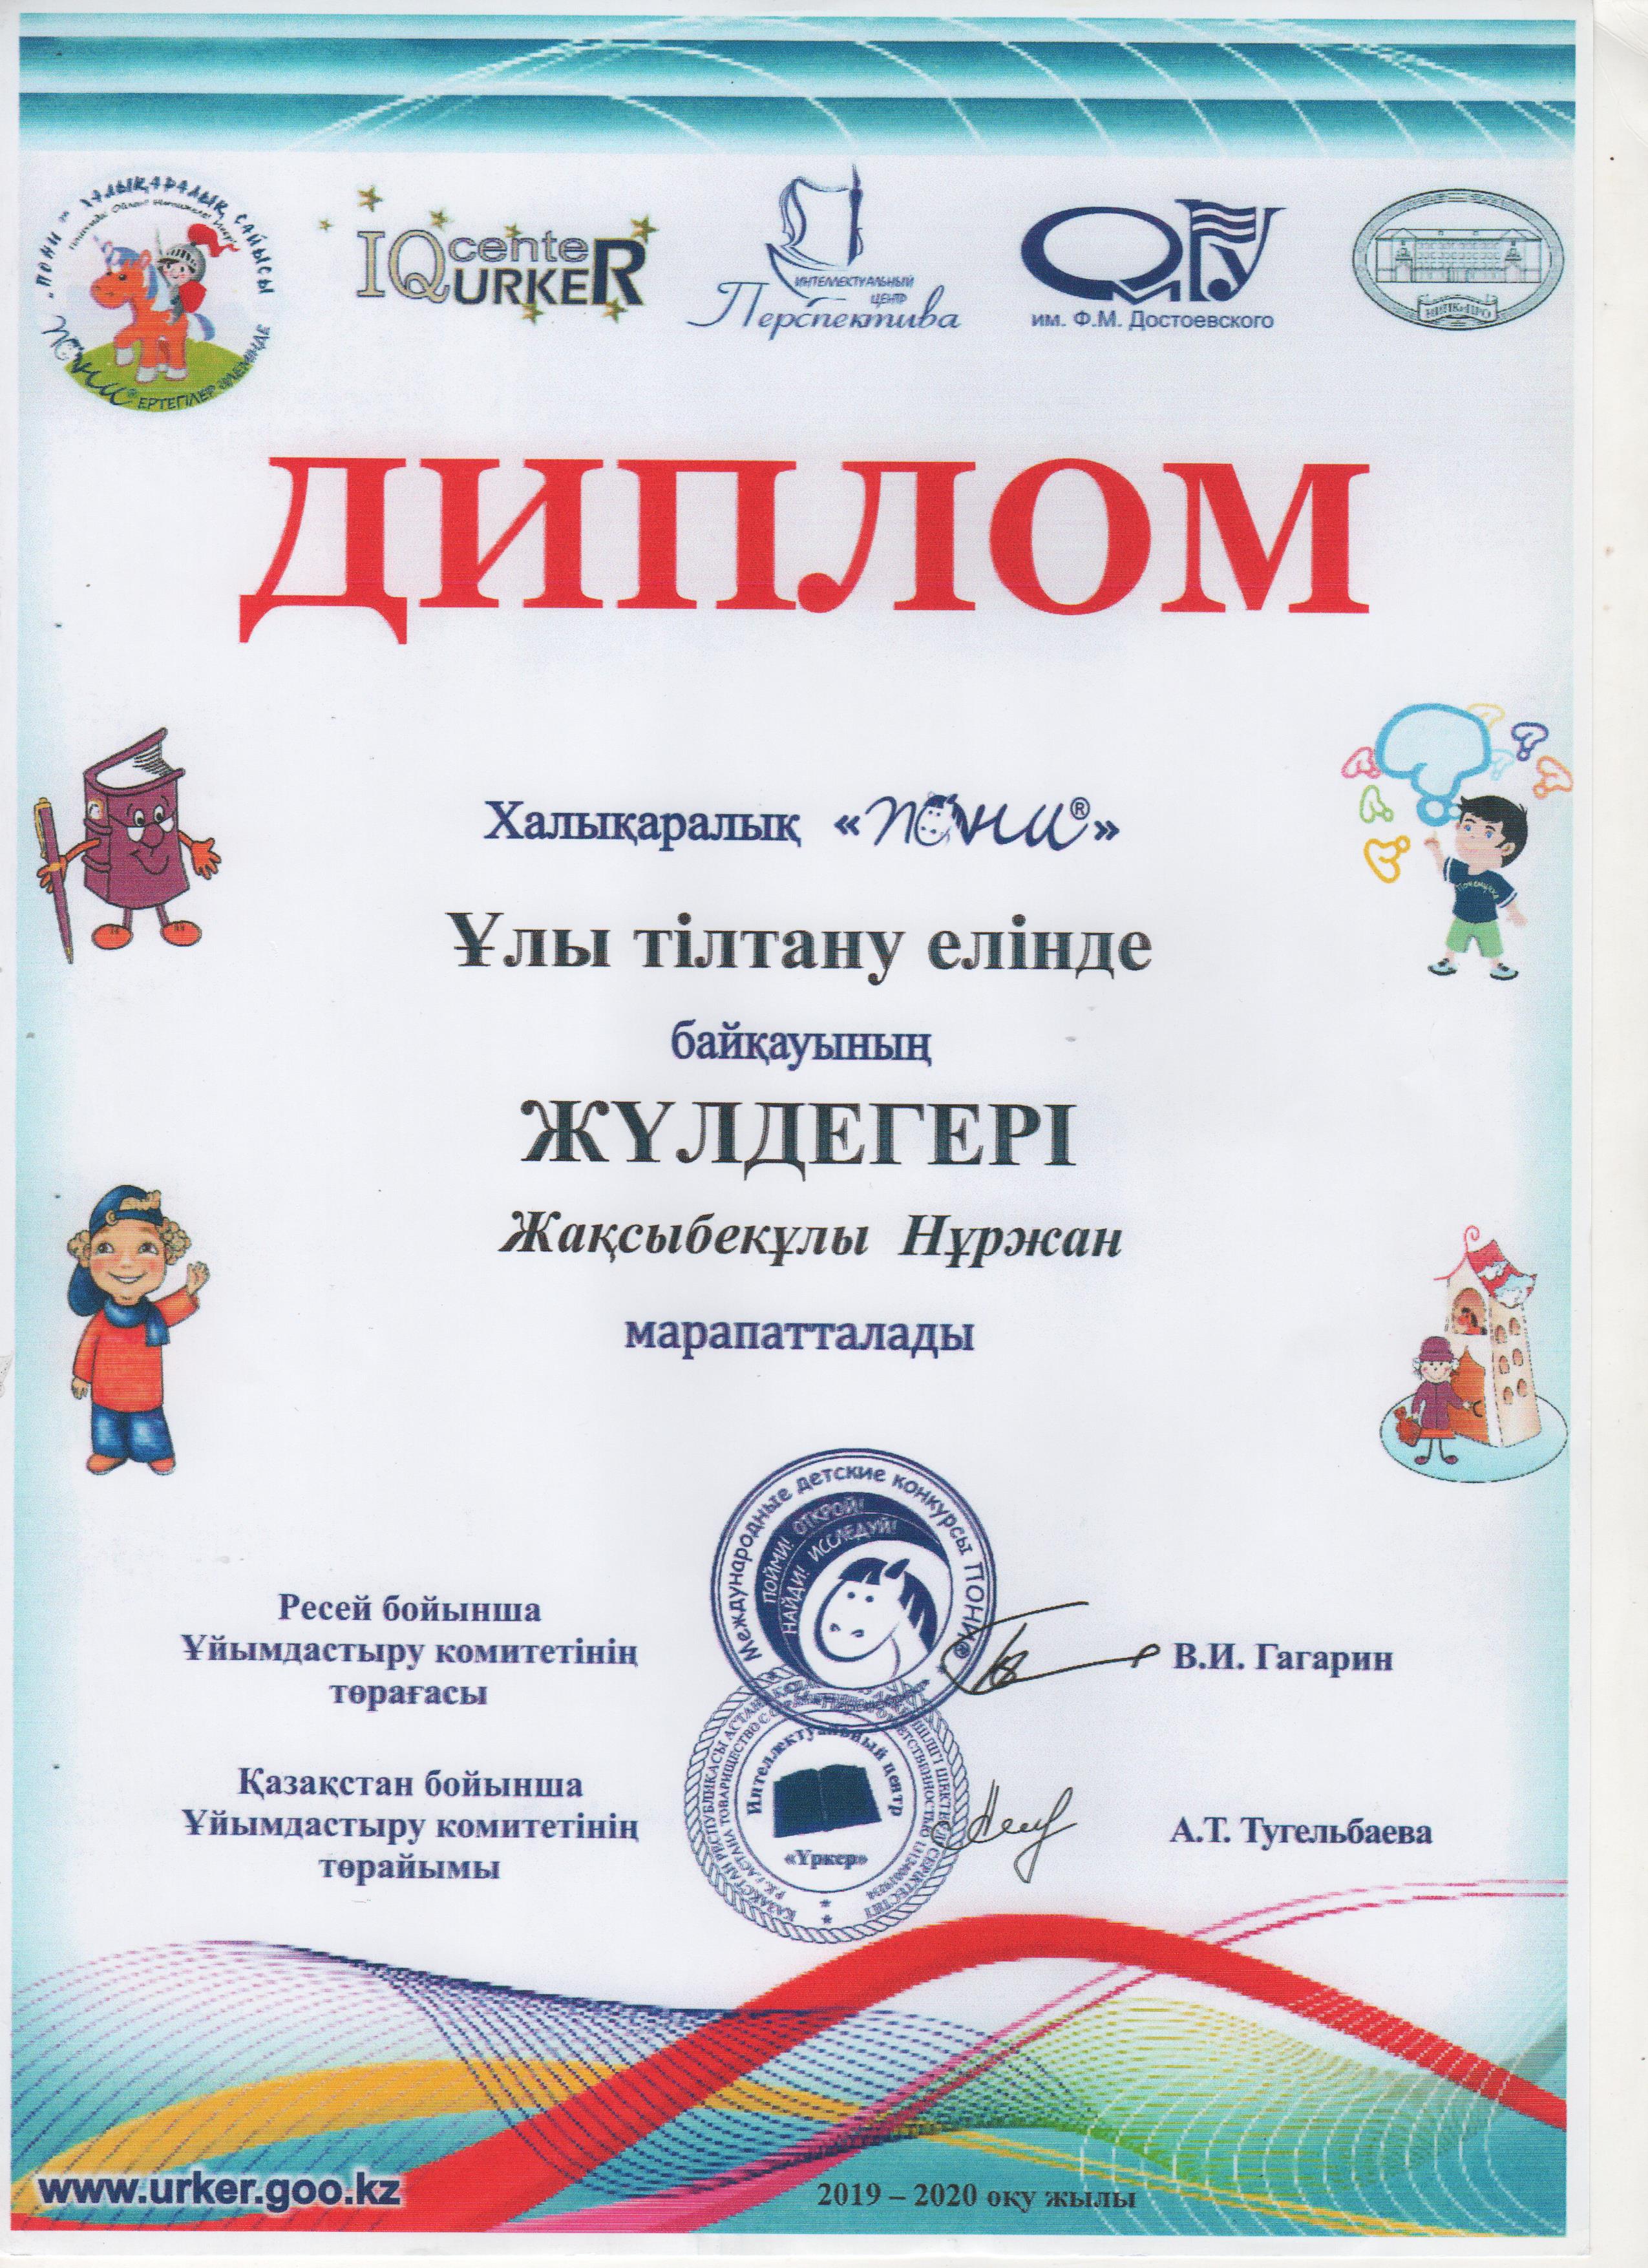 "ПОНИ" - ХАЛЫҚАРАЛЫҚ САЙЫСЫ
ПОНИ® ЕРТЕГІЛЕР ӘЛЕМІНДЕ
IQ center URKER
ИНТЕЛЛЕКТУАЛЬНЫЙ ЦЕНТР
Перспектива
ОмГУ
им. Ф.М. Достоевского
НИПКиПРО
ДИПЛОМ
Халықаралық «ПОНИ®»
Ұлы тілтану елінде
байқауының
ЖҮЛДЕГЕРІ
Жақсыбекұлы Нұржан
марапатталады
Почемучка
Международные детские конкурсы ПОНИ®
ПОЙМИ! ОТКРОЙ!
НАЙДИ! ИССЛЕДУЙ!
Ресей бойынша
Ұйымдастыру комитетінің
төрағасы
В.И. Гагарин
Интеллектуальный центр
«Үркер»
Қазақстан бойынша
Ұйымдастыру комитетінің
төрайымы
А.Т. Тугельбаева
www.urker.goo.kz
2019 – 2020 оқу жылы